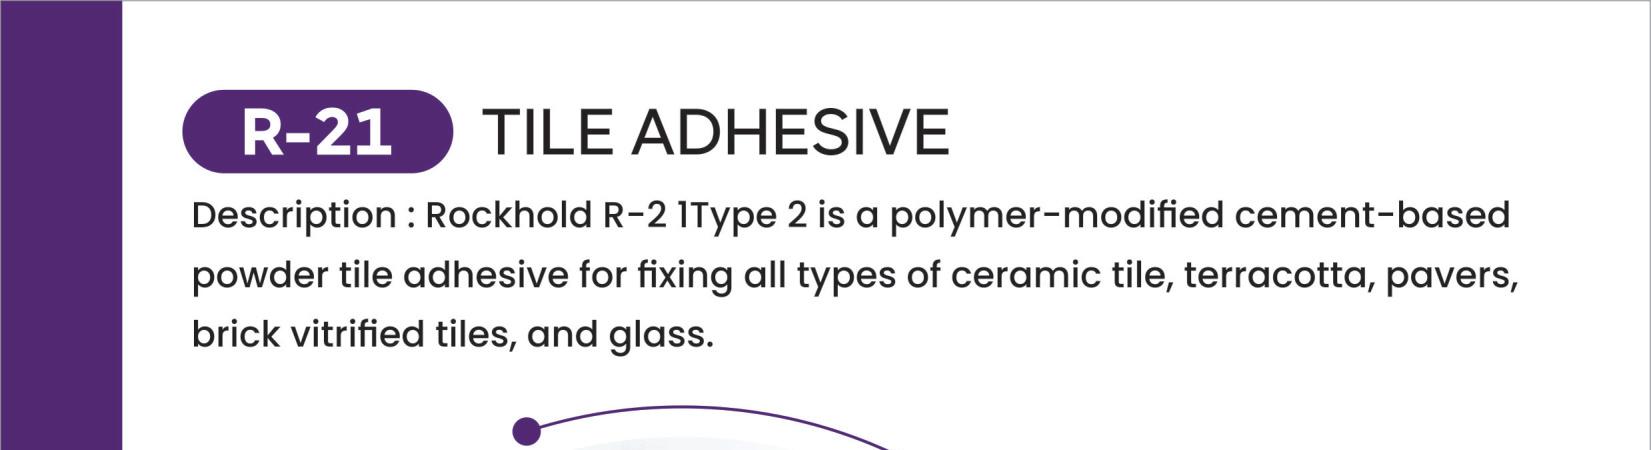 R-21 TILE ADHESIVE
Description : Rockhold R-2 1Type 2 is a polymer-modified cement-based
powder tile adhesive for fixing all types of ceramic tile, terracotta, pavers,
brick vitrified tiles, and glass.